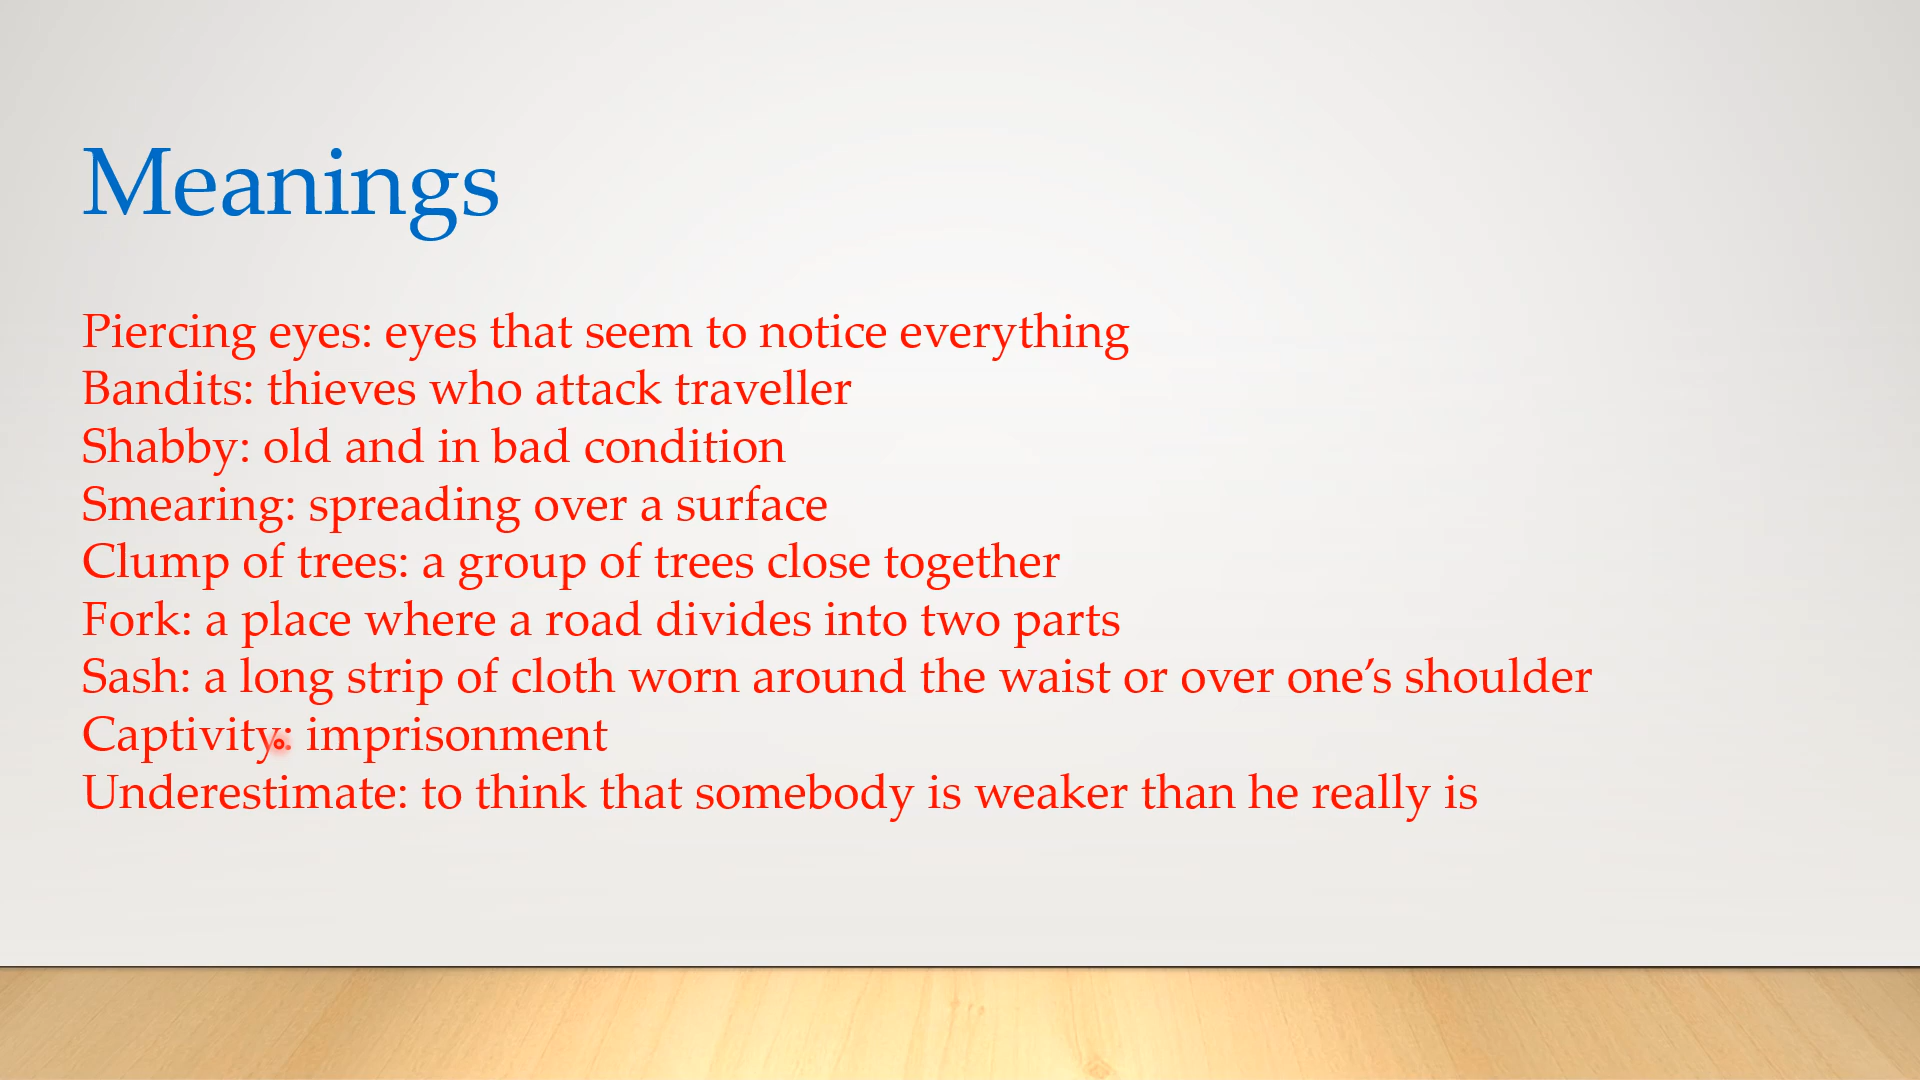 Meanings
Piercing eyes: eyes that seem to notice everything
Bandits: thieves who attack traveller
Shabby: old and in bad condition
Smearing: spreading over a surface
Clump of trees: a group of trees close together
Fork: a place where a road divides into two parts
Sash: a long strip of cloth worn around the waist or over one’s shoulder
Captivity: imprisonment
Underestimate: to think that somebody is weaker than he really is